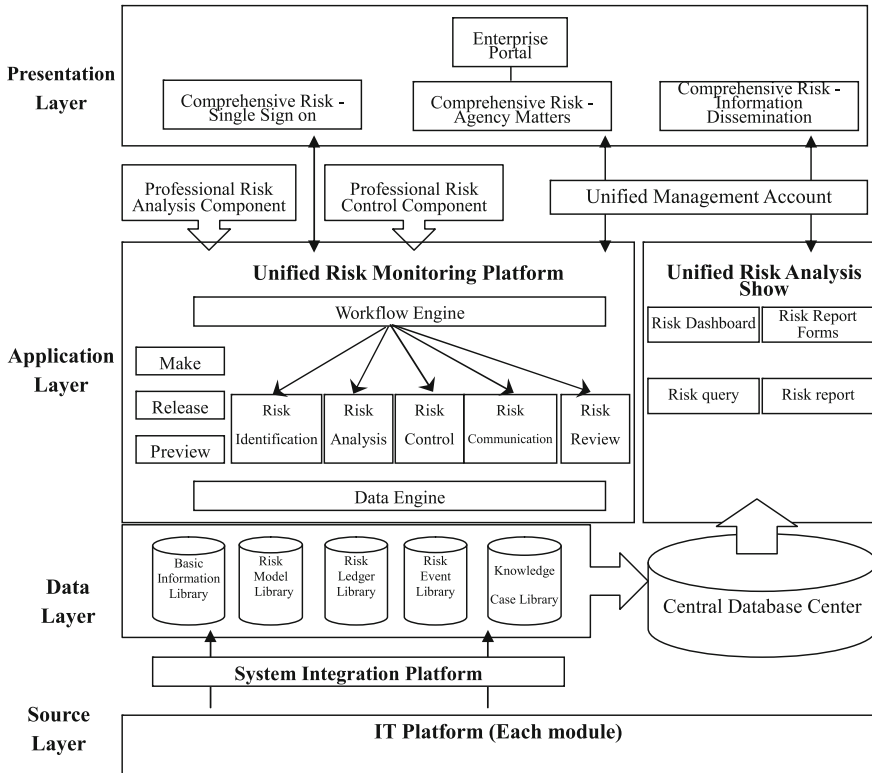 Presentation
Layer
Enterprise
Portal
Comprehensive Risk -
Single Sign on
Comprehensive Risk -
Agency Matters
Comprehensive Risk -
Information
Dissemination
Professional Risk
Analysis Component
Professional Risk
Control Component
Unified Management Account
Application
Layer
Unified Risk Monitoring Platform
Workflow Engine
Make
Release
Preview
Risk
Identification
Risk
Analysis
Risk
Control
Risk
Communication
Risk
Review
Data Engine
Unified Risk Analysis
Show
Risk Dashboard
Risk Report
Forms
Risk query
Risk report
Data
Layer
Basic
Information
Library
Risk
Model
Library
Risk
Ledger
Library
Risk
Event
Library
Knowledge
Case Library
Central Database Center
System Integration Platform
Source
Layer
IT Platform (Each module)